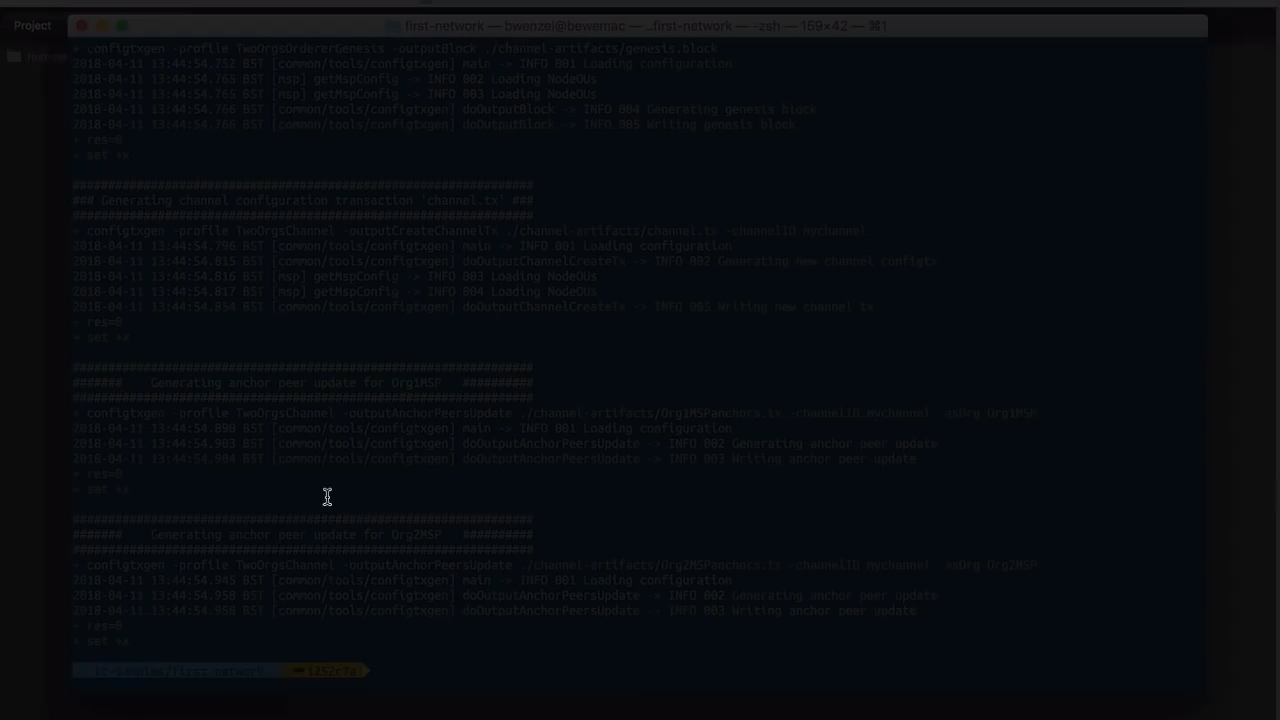 Project
first-network — bwenzel@bewemac — ..first-network — -zsh — 159×42 — ⌘1
+ configtxgen -profile TwoOrgsOrdererGenesis -outputBlock ./channel-artifacts/genesis.block
2018-04-11 13:44:54.752 BST [common/tools/configtxgen] main -> INFO 001 Loading configuration
2018-04-11 13:44:54.765 BST [msp] getMspConfig -> INFO 002 Loading NodeOUs
2018-04-11 13:44:54.765 BST [msp] getMspConfig -> INFO 003 Loading NodeOUs
2018-04-11 13:44:54.766 BST [common/tools/configtxgen] doOutputBlock -> INFO 004 Generating genesis block
2018-04-11 13:44:54.766 BST [common/tools/configtxgen] doOutputBlock -> INFO 005 Writing genesis block
+ res=0
+ set +x
#################################################################
### Generating channel configuration transaction 'channel.tx' ###
#################################################################
+ configtxgen -profile TwoOrgsChannel -outputCreateChannelTx ./channel-artifacts/channel.tx -channelID mychannel
2018-04-11 13:44:54.796 BST [common/tools/configtxgen] main -> INFO 001 Loading configuration
2018-04-11 13:44:54.815 BST [common/tools/configtxgen] doOutputChannelCreateTx -> INFO 002 Generating new channel configtx
2018-04-11 13:44:54.816 BST [msp] getMspConfig -> INFO 003 Loading NodeOUs
2018-04-11 13:44:54.817 BST [msp] getMspConfig -> INFO 004 Loading NodeOUs
2018-04-11 13:44:54.854 BST [common/tools/configtxgen] doOutputChannelCreateTx -> INFO 005 Writing new channel tx
+ res=0
+ set +x
#################################################################
#######    Generating anchor peer update for Org1MSP   ##########
#################################################################
+ configtxgen -profile TwoOrgsChannel -outputAnchorPeersUpdate ./channel-artifacts/Org1MSPanchors.tx -channelID mychannel -asOrg Org1MSP
2018-04-11 13:44:54.890 BST [common/tools/configtxgen] main -> INFO 001 Loading configuration
2018-04-11 13:44:54.903 BST [common/tools/configtxgen] doOutputAnchorPeersUpdate -> INFO 002 Generating anchor peer update
2018-04-11 13:44:54.904 BST [common/tools/configtxgen] doOutputAnchorPeersUpdate -> INFO 003 Writing anchor peer update
+ res=0
+ set +x
#################################################################
#######    Generating anchor peer update for Org2MSP   ##########
#################################################################
+ configtxgen -profile TwoOrgsChannel -outputAnchorPeersUpdate ./channel-artifacts/Org2MSPanchors.tx -channelID mychannel -asOrg Org2MSP
2018-04-11 13:44:54.945 BST [common/tools/configtxgen] main -> INFO 001 Loading configuration
2018-04-11 13:44:54.958 BST [common/tools/configtxgen] doOutputAnchorPeersUpdate -> INFO 002 Generating anchor peer update
2018-04-11 13:44:54.958 BST [common/tools/configtxgen] doOutputAnchorPeersUpdate -> INFO 003 Writing anchor peer update
+ res=0
+ set +x